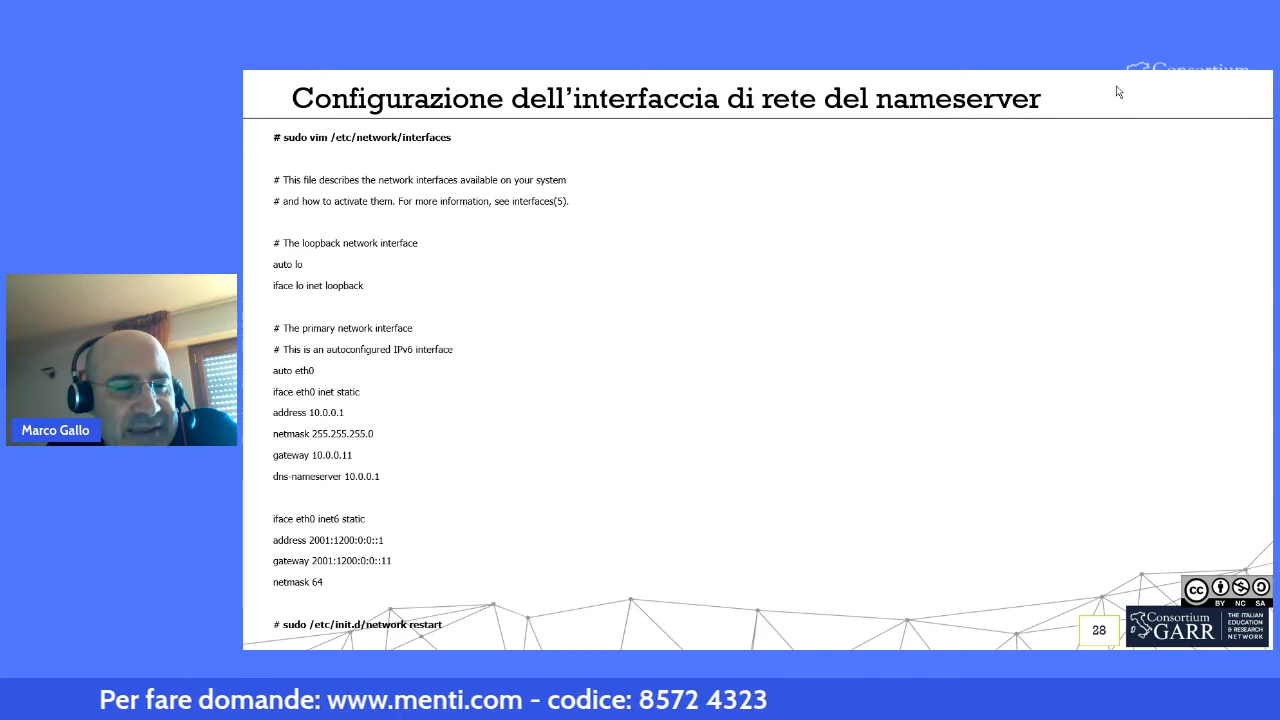 Consortium
Configurazione dell'interfaccia di rete del nameserver
# sudo vim /etc/network/interfaces
# This file describes the network interfaces available on your system
# and how to activate them. For more information, see interfaces(5).
# The loopback network interface
auto lo
iface lo inet loopback
# The primary network interface
# This is an autoconfigured IPv6 interface
auto eth0
iface eth0 inet static
address 10.0.0.1
netmask 255.255.255.0
gateway 10.0.0.11
dns-nameserver 10.0.0.1
iface eth0 inet6 static
address 2001:1200:0:0::1
gateway 2001:1200:0:0::11
netmask 64
# sudo /etc/init.d/network restart
Marco Gallo
28
cc
BY NC SA
Consortium
GARR
THE ITALIAN
EDUCATION
& RESEARCH
NETWORK
Per fare domande: www.menti.com - codice: 8572 4323